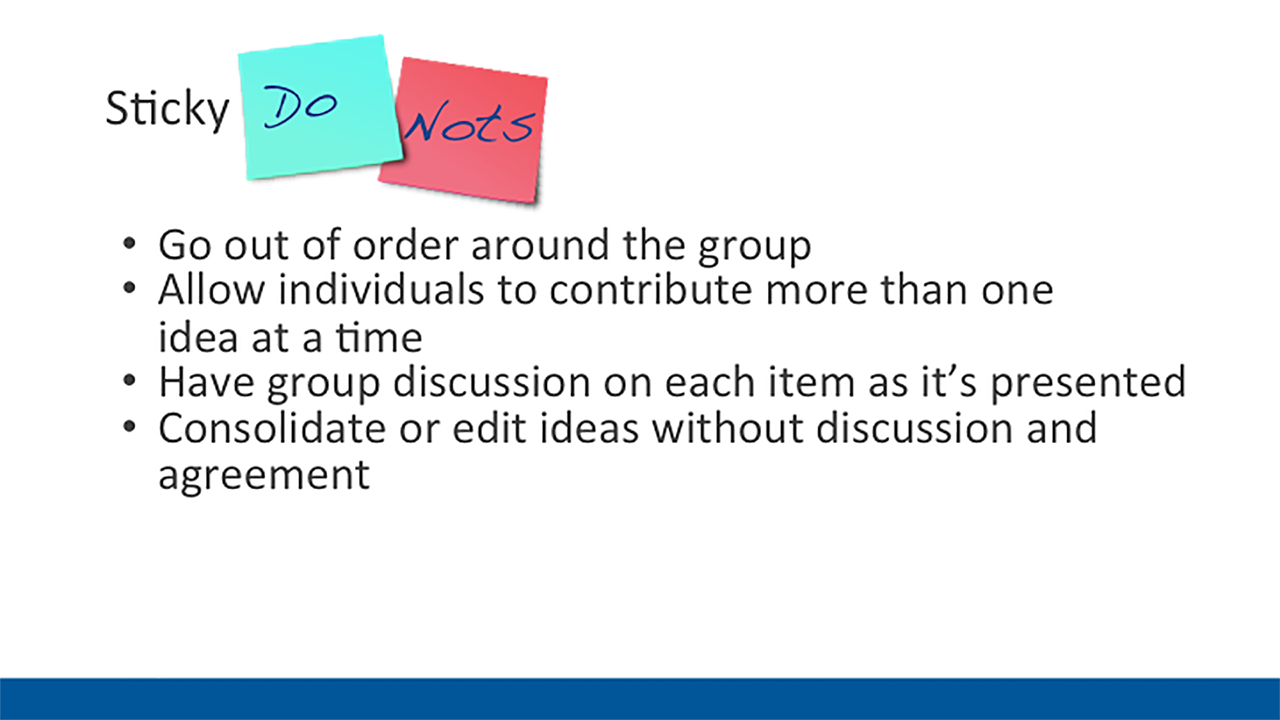 Sticky Do Nots
• Go out of order around the group
• Allow individuals to contribute more than one
idea at a time
• Have group discussion on each item as it’s presented
• Consolidate or edit ideas without discussion and
agreement